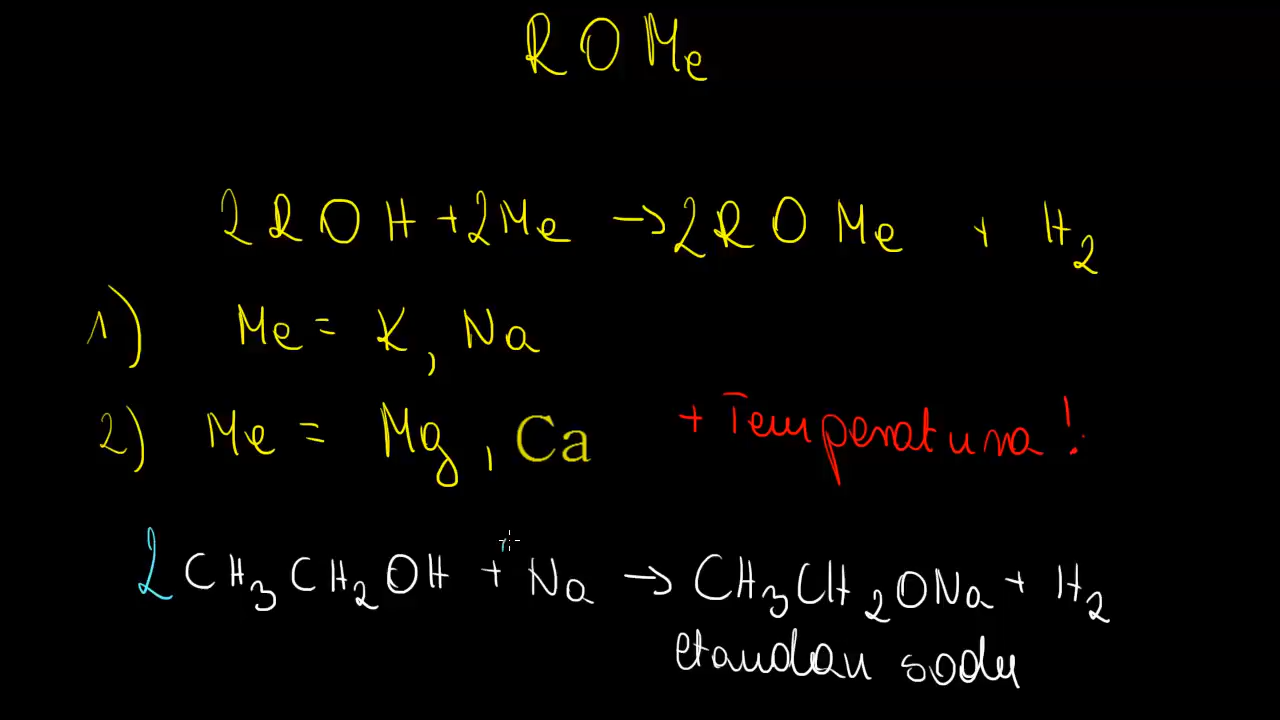 ROMe
2ROH + 2Me → 2ROMe + H₂
1) Me = K, Na
2) Me = Mg, Ca + Temperatura!
2CH₃CH₂OH + Na → CH₃CH₂ONa + H₂
etanolan sodu